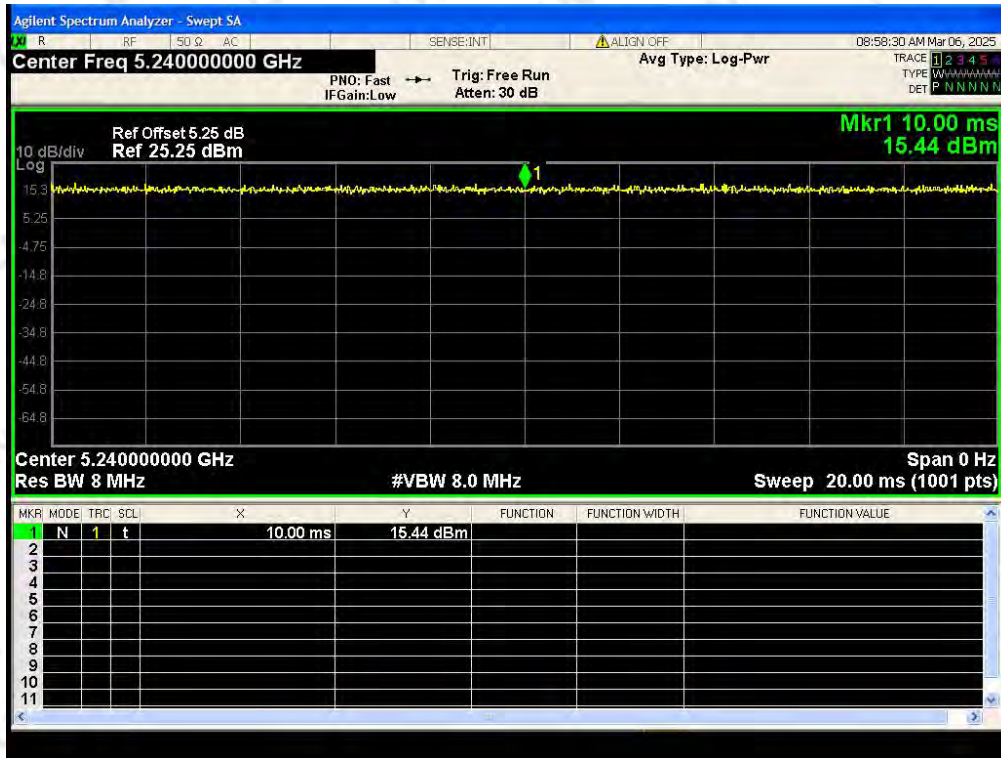 Agilent Spectrum Analyzer - Swept SA
LXI R RF 50 Ω AC SENSE:INT ALIGN OFF 08:58:30 AM Mar 06, 2025
Center Freq 5.240000000 GHz Avg Type: Log-Pwr TRACE 1 2 3 4 5 6
PNO: Fast Trig: Free Run TYPE
IFGain:Low Atten: 30 dB DET P N N N N N
Mkr1 10.00 ms
Ref Offset 5.25 dB
10 dB/div Ref 25.25 dBm 15.44 dBm
Log
1
15.3
5.25
-4.75
-14.8
-24.8
-34.8
-44.8
-54.8
-64.8
Center 5.240000000 GHz Span 0 Hz
Res BW 8 MHz #VBW 8.0 MHz Sweep 20.00 ms (1001 pts)
MKR MODE TRC SCL X Y FUNCTION FUNCTION WIDTH FUNCTION VALUE
1 N 1 t 10.00 ms 15.44 dBm
2
3
4
5
6
7
8
9
10
11